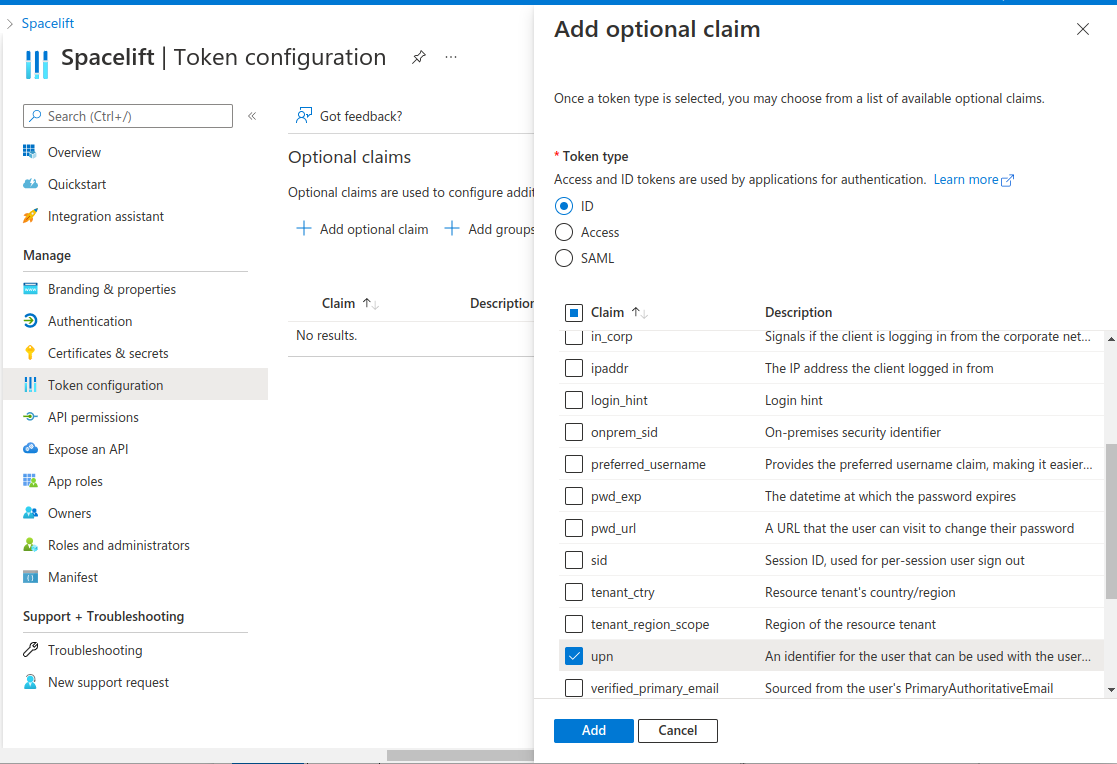 Spacelift
Spacelift | Token configuration
Search (Ctrl+/)
Overview
Quickstart
Integration assistant
Manage
Branding & properties
Authentication
Certificates & secrets
Token configuration
API permissions
Expose an API
App roles
Owners
Roles and administrators
Manifest
Support + Troubleshooting
Troubleshooting
New support request
Got feedback?
Optional claims
Optional claims are used to configure addit
Add optional claim Add groups
Claim Description
No results.
Add optional claim
Once a token type is selected, you may choose from a list of available optional claims.
* Token type
Access and ID tokens are used by applications for authentication. Learn more
ID
Access
SAML
Claim Description
in_corp Signals if the client is logging in from the corporate net...
ipaddr The IP address the client logged in from
login_hint Login hint
onprem_sid On-premises security identifier
preferred_username Provides the preferred username claim, making it easier...
pwd_exp The datetime at which the password expires
pwd_url A URL that the user can visit to change their password
sid Session ID, used for per-session user sign out
tenant_ctry Resource tenant's country/region
tenant_region_scope Region of the resource tenant
upn An identifier for the user that can be used with the user...
verified_primary_email Sourced from the user's PrimaryAuthoritativeEmail
Add Cancel